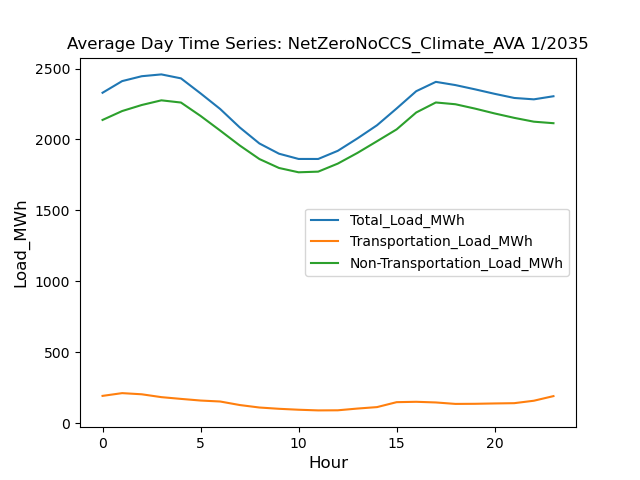 Average Day Time Series: NetZeroNoCCS_Climate_AVA 1/2035
2500
2000
1500
1000
500
0
Load_MWh
Total_Load_MWh
Transportation_Load_MWh
Non-Transportation_Load_MWh
0 5 10 15 20
Hour